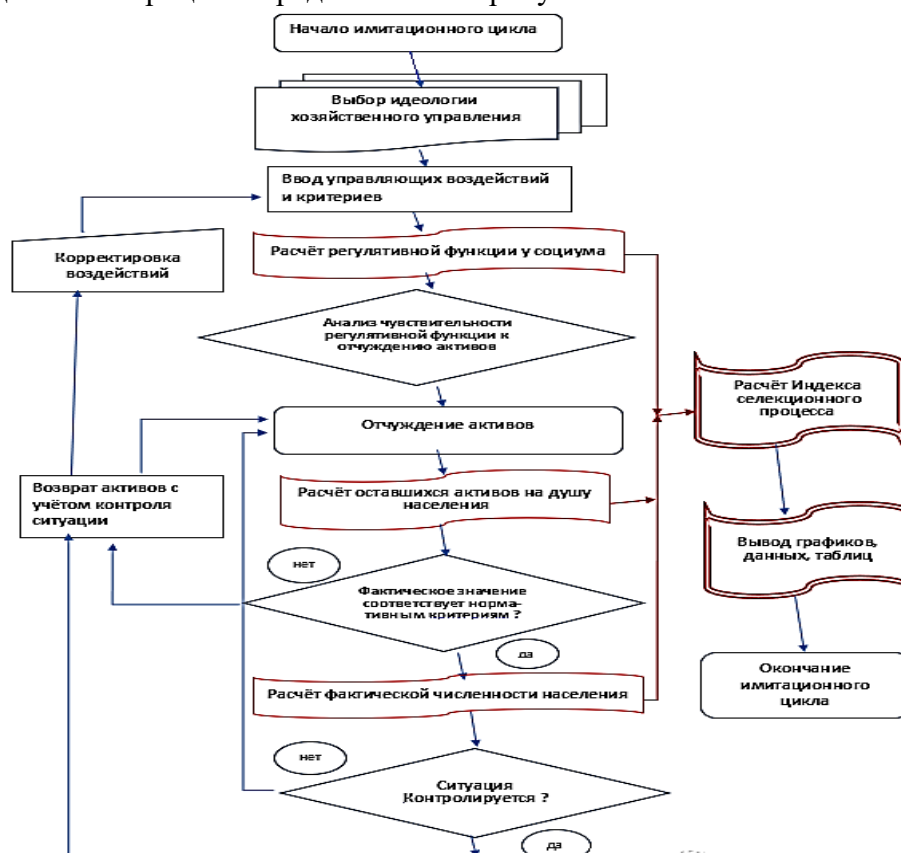 Начало имитационного цикла
Выбор идеологии
хозяйственного управления
Ввод управляющих воздействий
и критериев
Корректировка
воздействий
Расчёт регулятивной функции у социума
Анализ чувствительности
регулятивной функции к
отчуждению активов
Расчёт Индекса
селекционного
процесса
Отчуждение активов
Возврат активов с
учётом контроля
ситуации
Расчёт оставшихся активов на душу
населения
Вывод графиков,
данных, таблиц
нет
Фактическое значение
соответствует норма-
тивным критериям ?
да
Окончание
имитационного
цикла
Расчёт фактической численности населения
нет
Ситуация
Контролируется ?
да